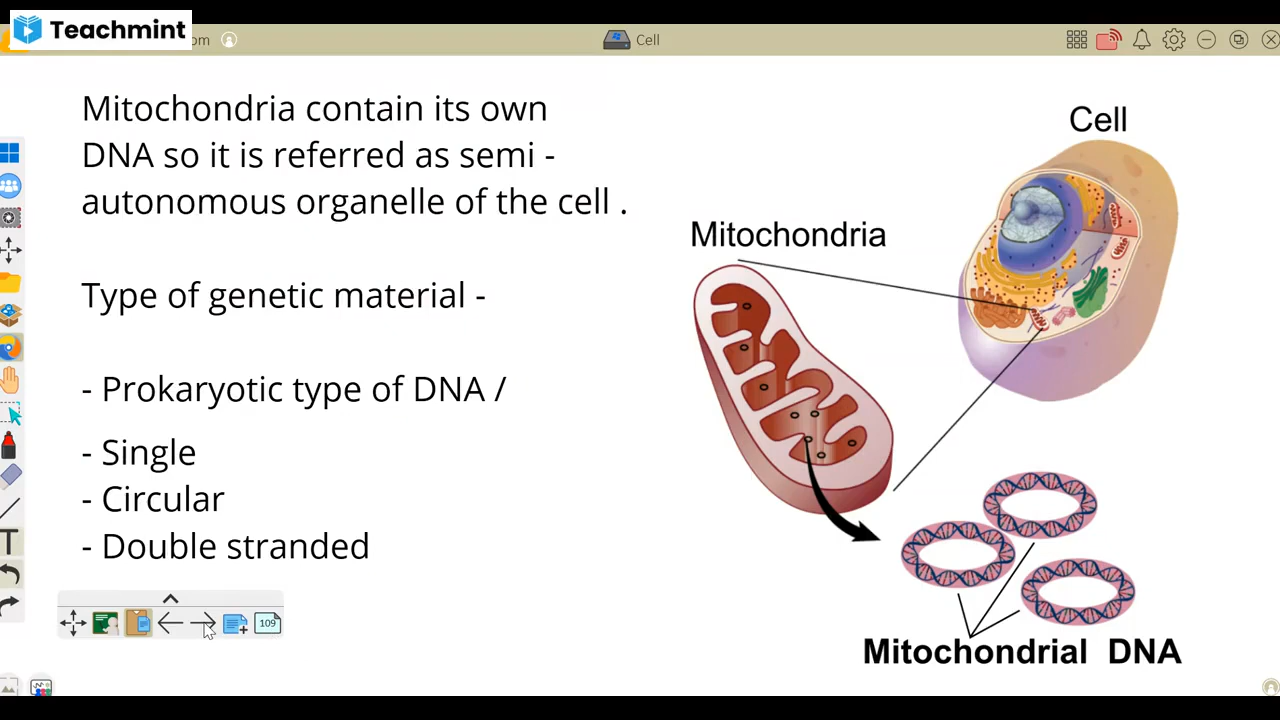 Teachmint
om
Cell
Mitochondria contain its own
DNA so it is referred as semi -
autonomous organelle of the cell .
Type of genetic material -
- Prokaryotic type of DNA /
- Single
- Circular
- Double stranded
Cell
Mitochondria
Mitochondrial DNA
T
109